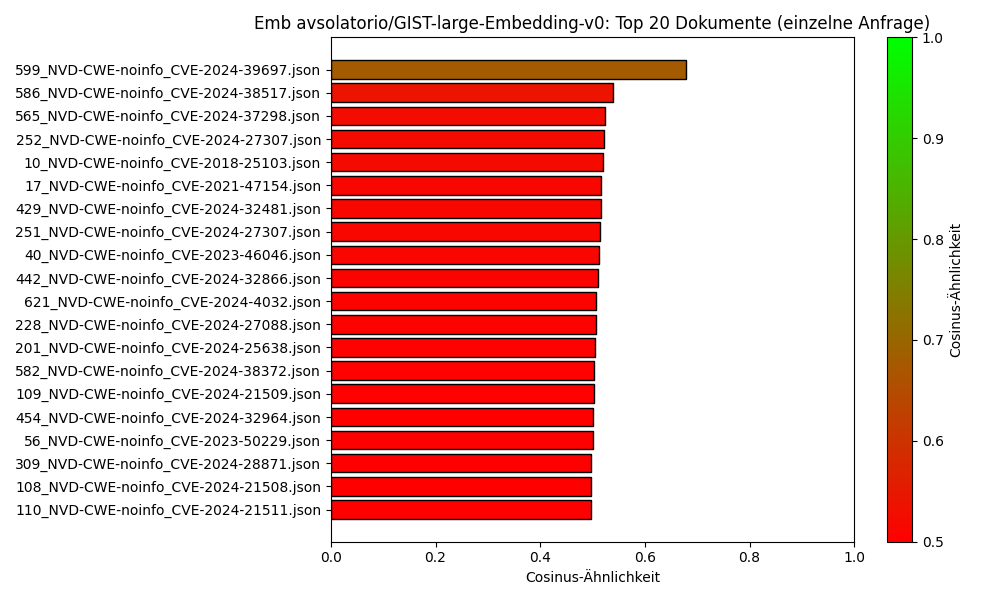 Emb avsolatorio/GIST-large-Embedding-v0: Top 20 Dokumente (einzelne Anfrage)
599_NVD-CWE-noinfo_CVE-2024-39697.json
586_NVD-CWE-noinfo_CVE-2024-38517.json
565_NVD-CWE-noinfo_CVE-2024-37298.json
252_NVD-CWE-noinfo_CVE-2024-27307.json
10_NVD-CWE-noinfo_CVE-2018-25103.json
17_NVD-CWE-noinfo_CVE-2021-47154.json
429_NVD-CWE-noinfo_CVE-2024-32481.json
251_NVD-CWE-noinfo_CVE-2024-27307.json
40_NVD-CWE-noinfo_CVE-2023-46046.json
442_NVD-CWE-noinfo_CVE-2024-32866.json
621_NVD-CWE-noinfo_CVE-2024-4032.json
228_NVD-CWE-noinfo_CVE-2024-27088.json
201_NVD-CWE-noinfo_CVE-2024-25638.json
582_NVD-CWE-noinfo_CVE-2024-38372.json
109_NVD-CWE-noinfo_CVE-2024-21509.json
454_NVD-CWE-noinfo_CVE-2024-32964.json
56_NVD-CWE-noinfo_CVE-2023-50229.json
309_NVD-CWE-noinfo_CVE-2024-28871.json
108_NVD-CWE-noinfo_CVE-2024-21508.json
110_NVD-CWE-noinfo_CVE-2024-21511.json
0.0 0.2 0.4 0.6 0.8 1.0
Cosinus-Ähnlichkeit
1.0
0.9
0.8
0.7
0.6
0.5
Cosinus-Ähnlichkeit